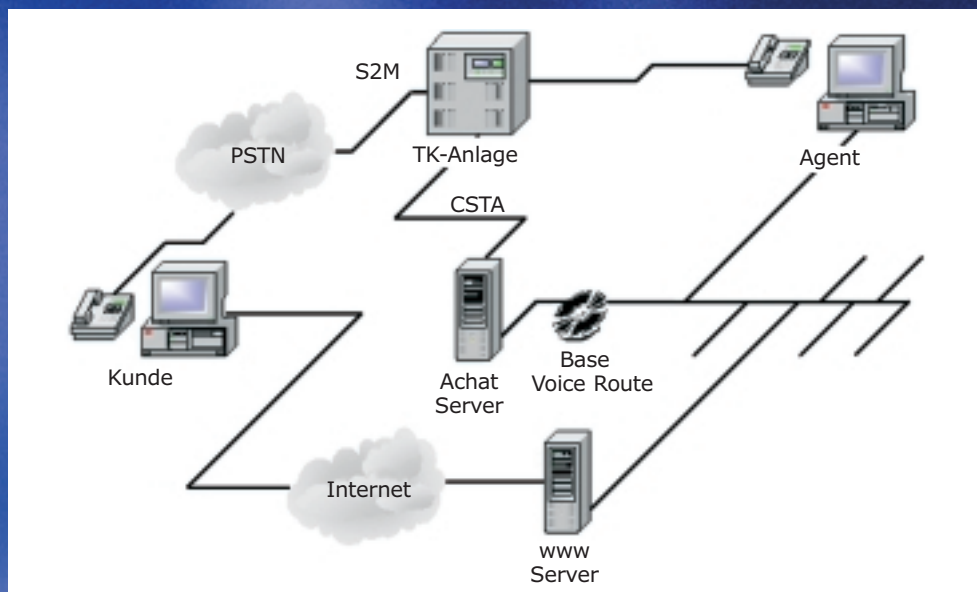 S2M
PSTN
TK-Anlage
Agent
CSTA
Kunde
Achat
Server
Base
Voice Route
Internet
www
Server